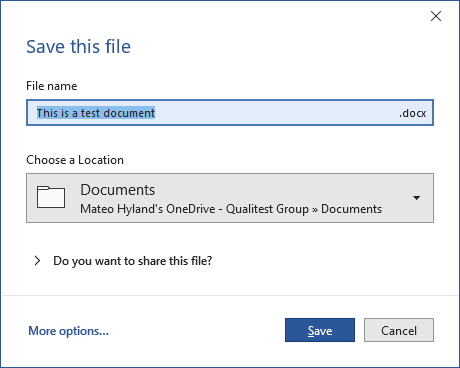 Save this file
File name
This is a test document .docx
Choose a Location
Documents
Mateo Hyland's OneDrive - Qualitest Group » Documents
Do you want to share this file?
More options...
Save
Cancel